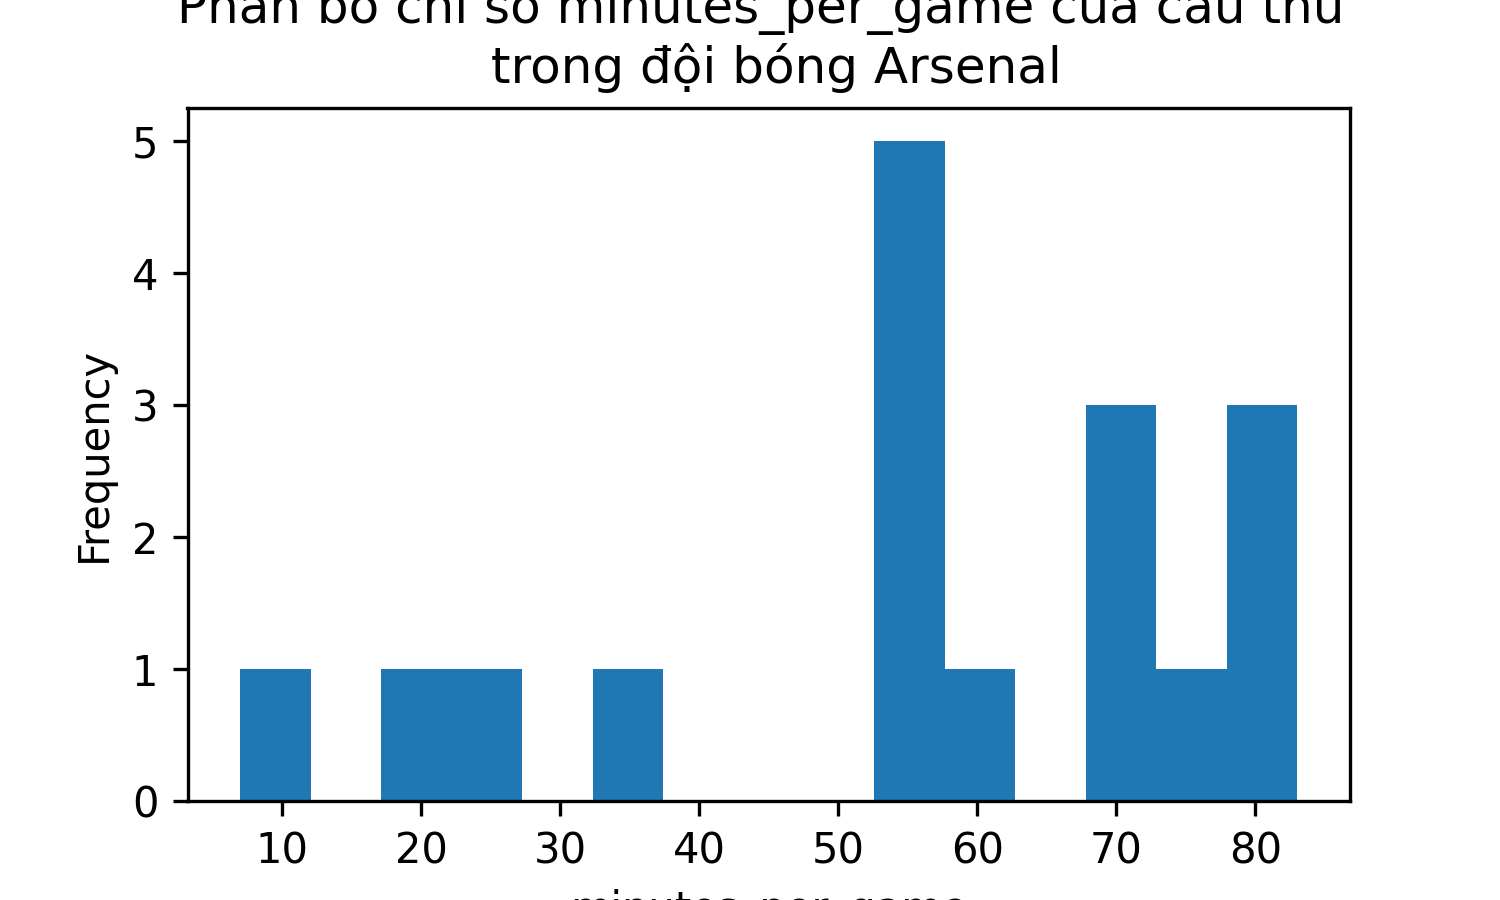 Phân bố chỉ số minutes_per_game của cầu thủ
trong đội bóng Arsenal
5
4
3
2
1
0
Frequency
10 20 30 40 50 60 70 80
minutes_per_game